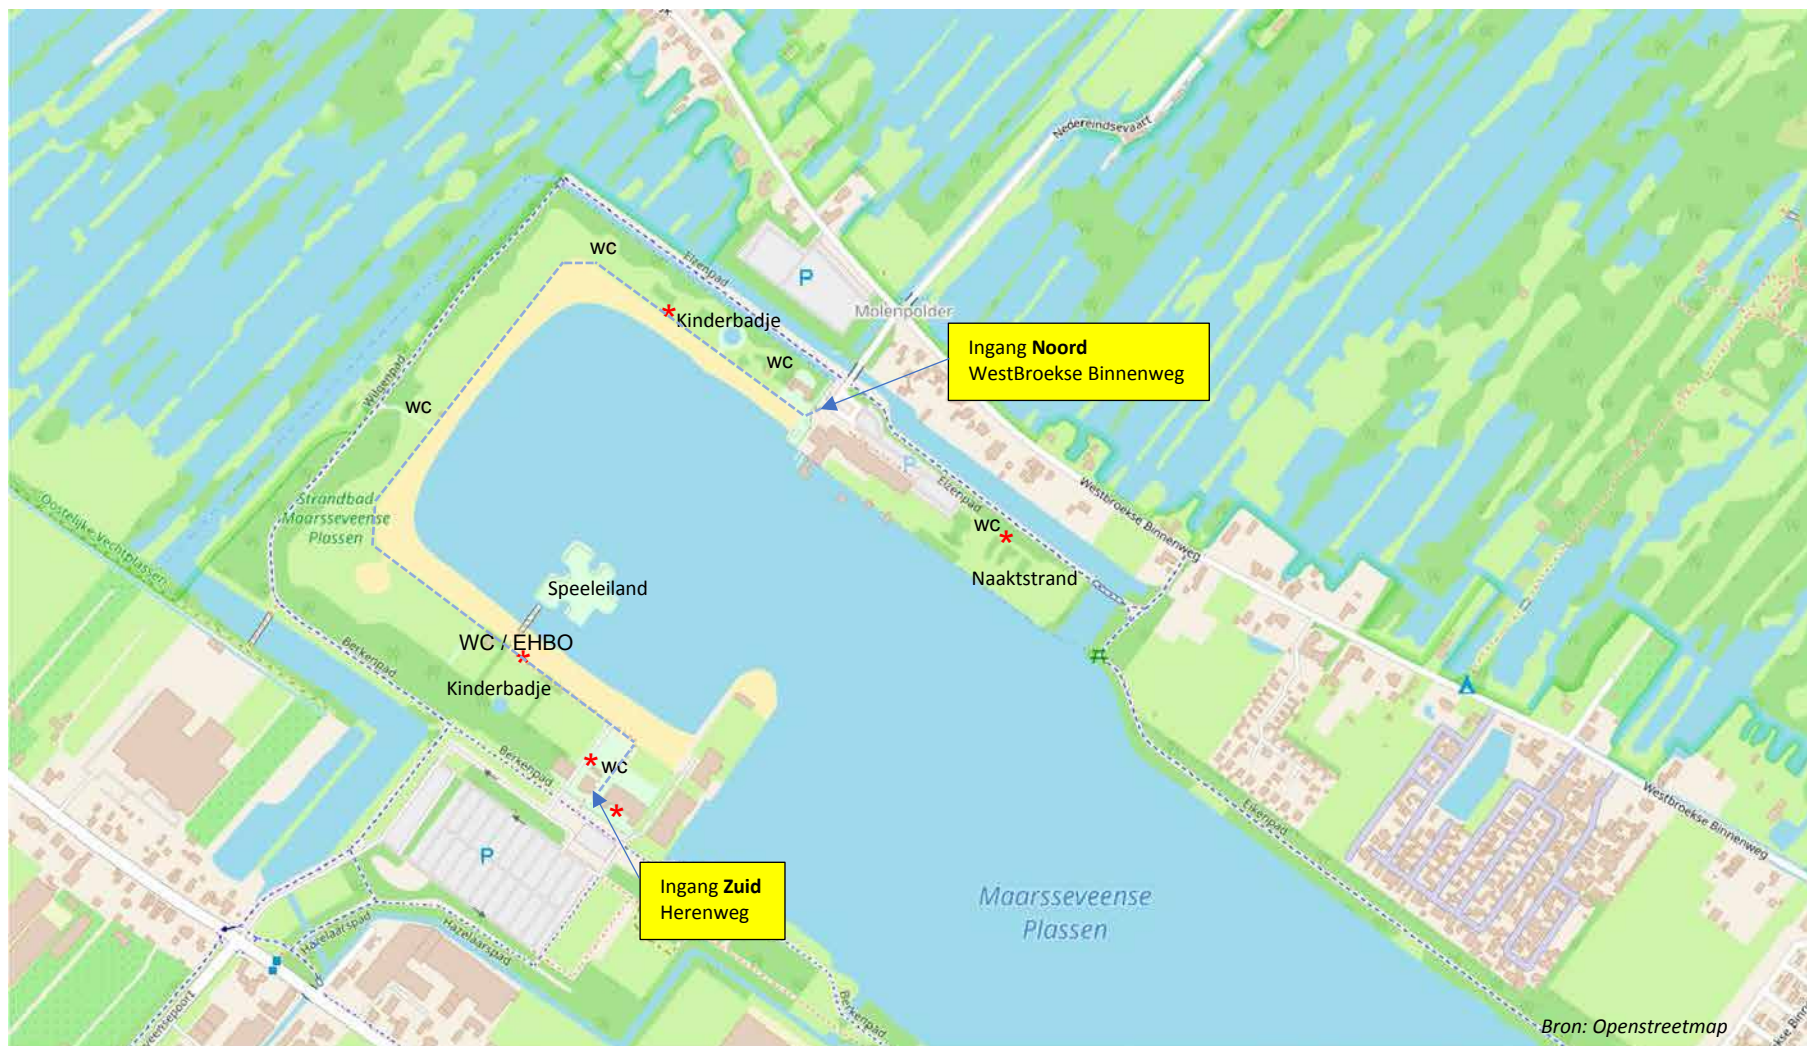 Nedereindsevaart
wc
Elzenpad
P
Molenpolder
*Kinderbadje
wc
Ingang Noord
WestBroekse Binnenweg
Wilgenpad
wc
P
Elzenpad
Westbroekse Binnenweg
Strandbad
Maarsseveense
Plassen
Oostelijke Vechtplassen
wc
*
Naaktstrand
Speeleiland
WC / EHBO
*
Kinderbadje
Berkenpad
Berkenpad
*
wc
*
P
Ingang Zuid
Herenweg
Maarsseveense
Plassen
Eikenpad
Westbroekse Binnenweg
Hazelaarspad
Hazelaarspad
Berkenpad
Bron: Openstreetmap